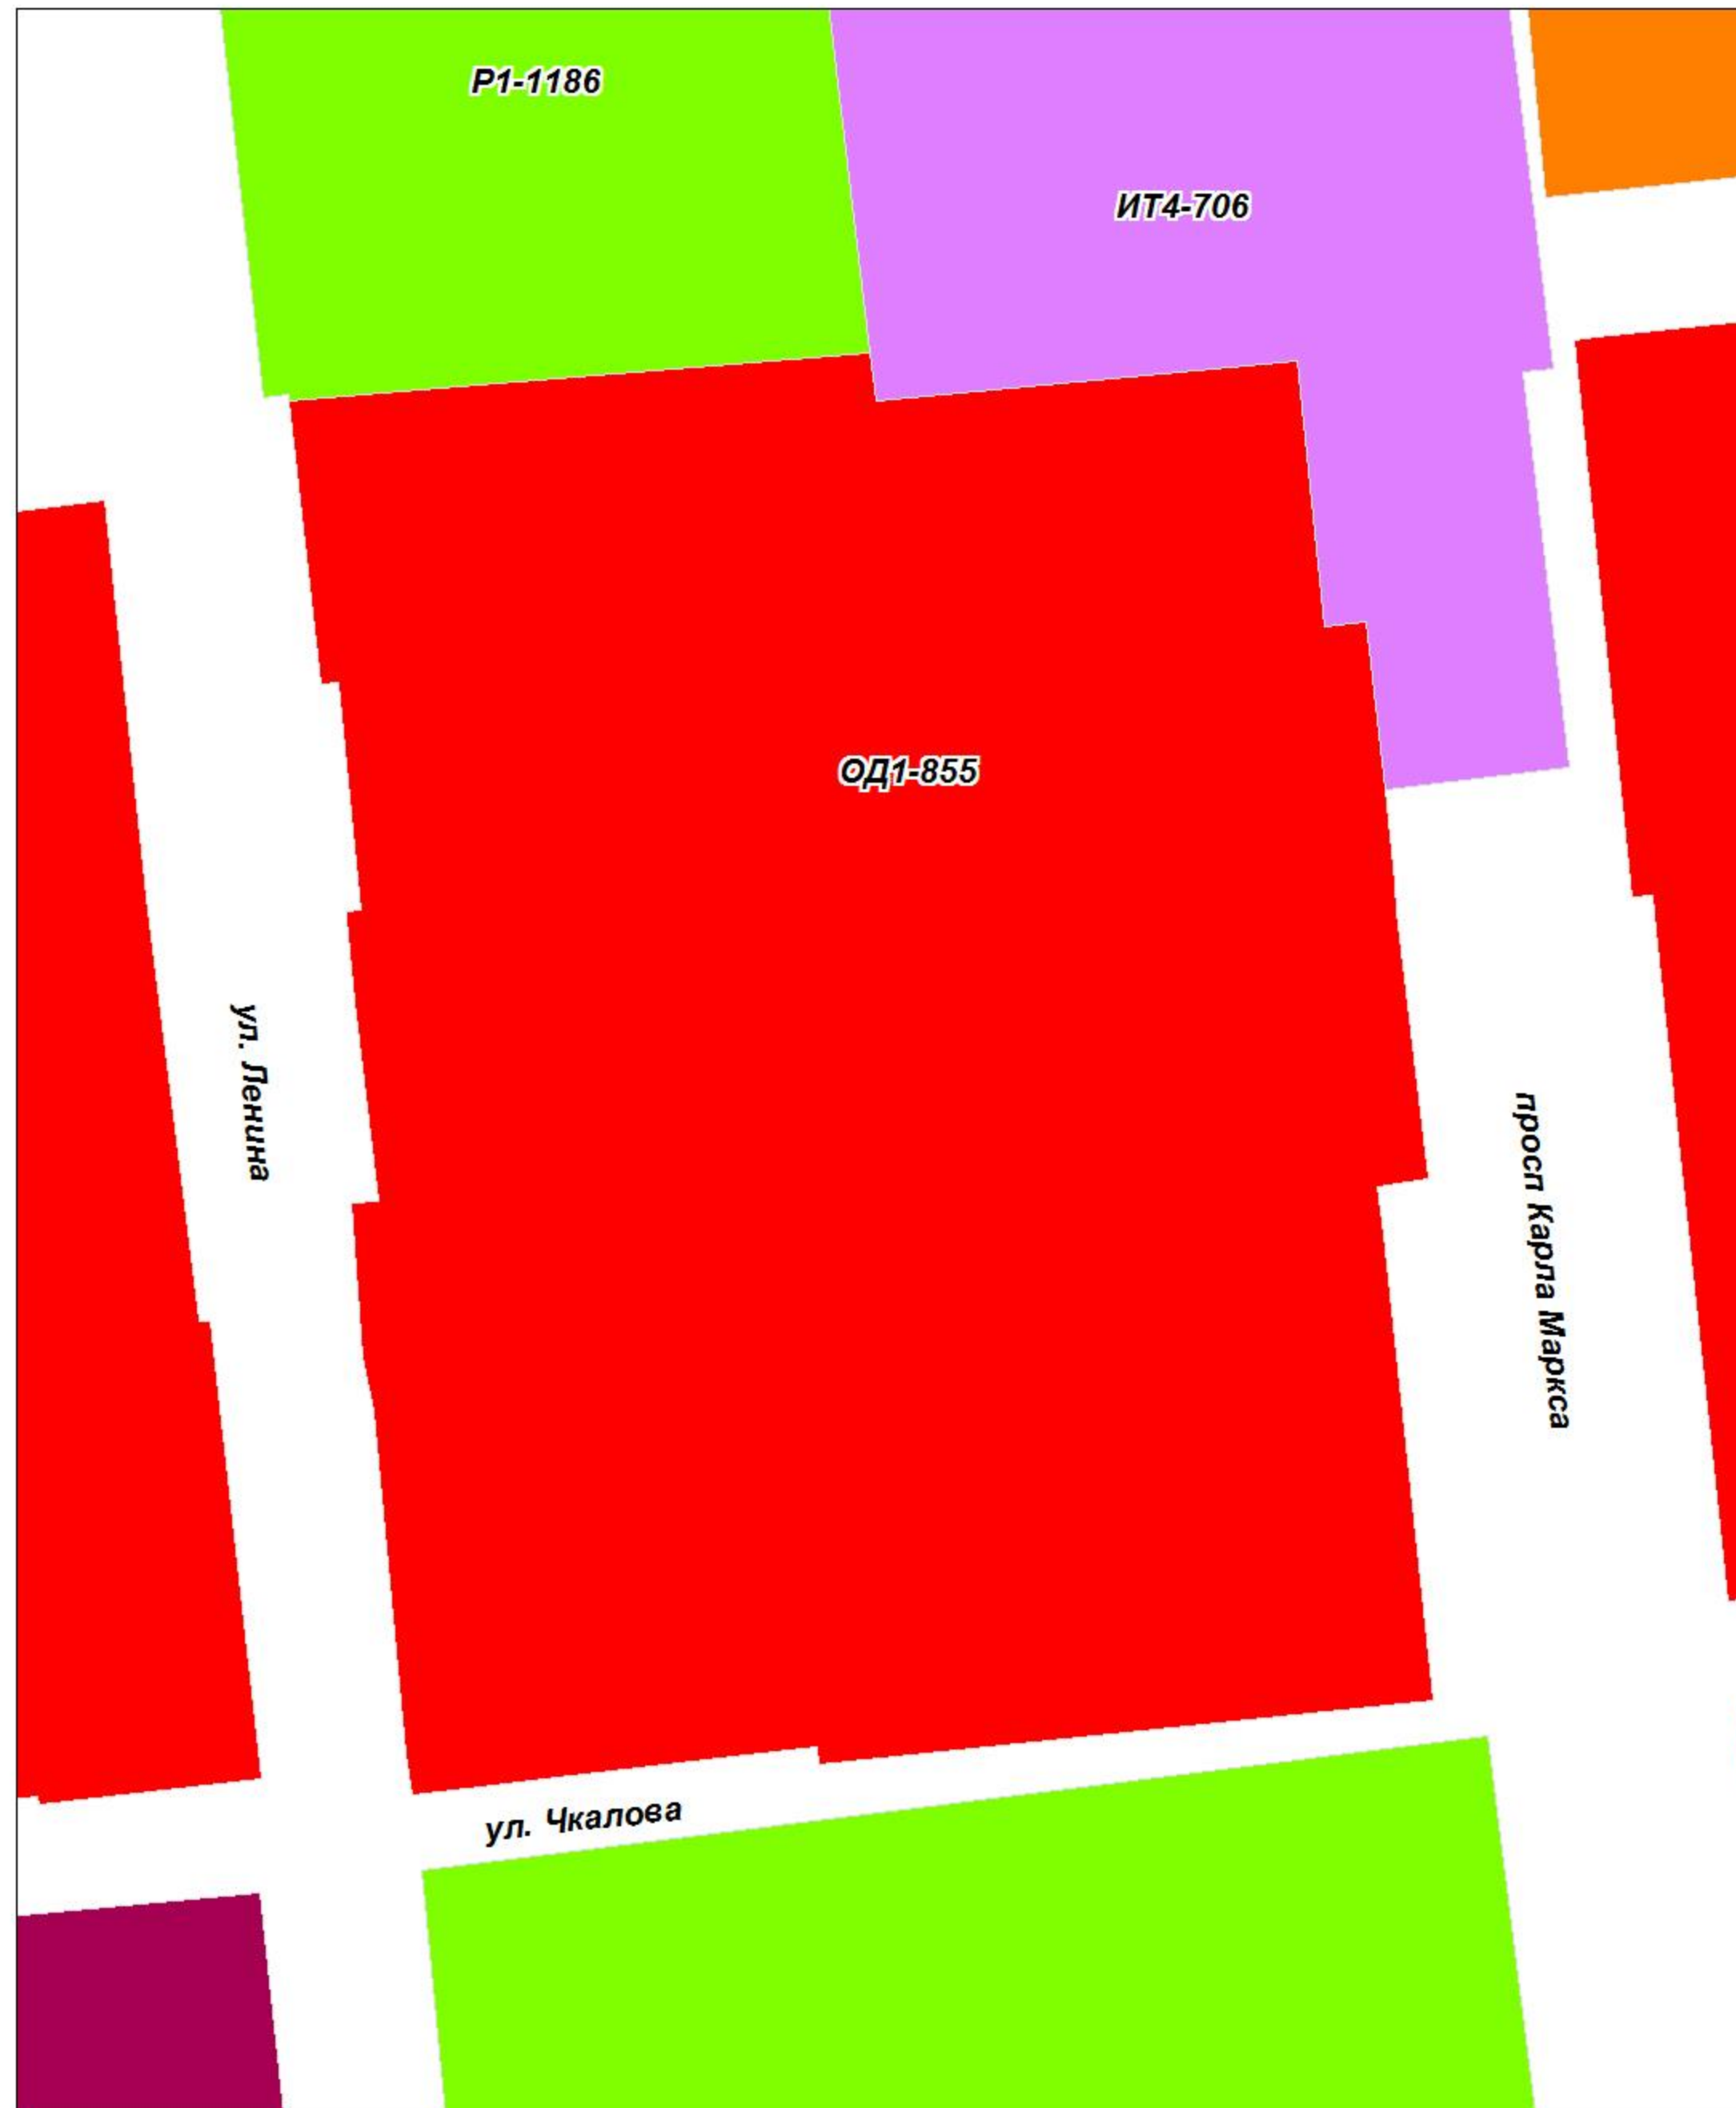 Р1-1186
ИТ4-706
ОД1-855
ул. Ленина
просп Карла Маркса
ул. Чкалова